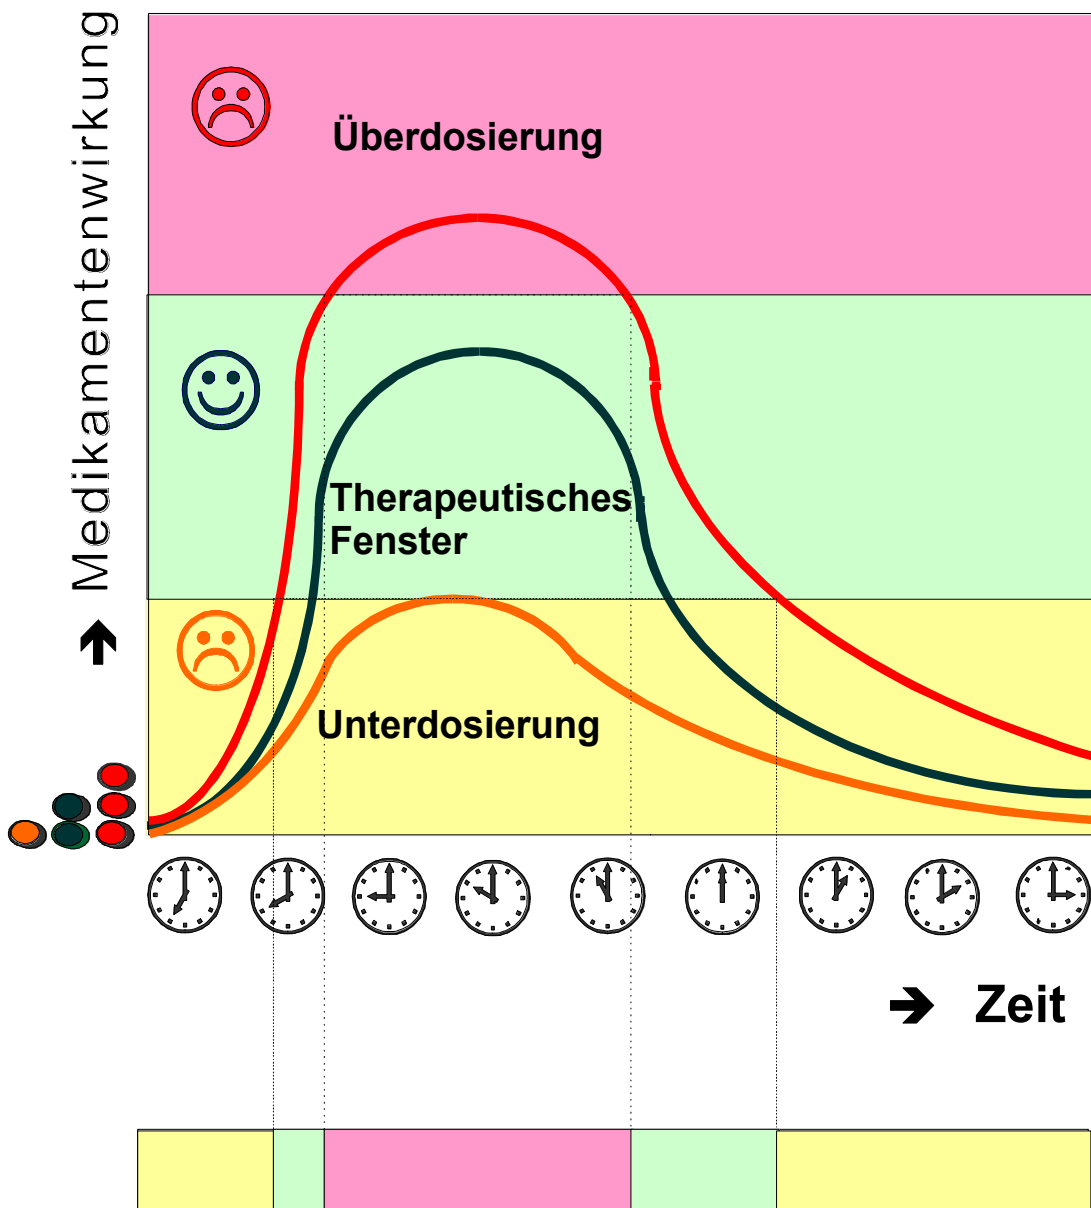 Medikamentenwirkung
Überdosierung
Therapeutisches
Fenster
Unterdosierung
Zeit